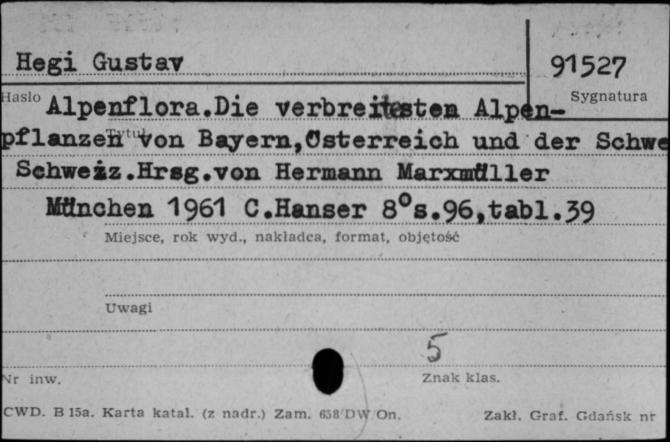 Hegi Gustav
91527
Hasło
Sygnatura
Alpenflora.Die verbreitesten Alpen-
pflanzen von Bayern,Österreich und der Schwe
Tytuł
Schweiz.Hrsg.von Hermann Marxmüller
München 1961 C.Hanser 8°s.96,tabl.39
Miejsce, rok wyd., nakładca, format, objętość
Uwagi
5
Nr inw.
Znak klas.
CWD. B 15a. Karta katal. (z nadr.) Zam. 658 DW On.
Zakł. Graf. Gdańsk nr